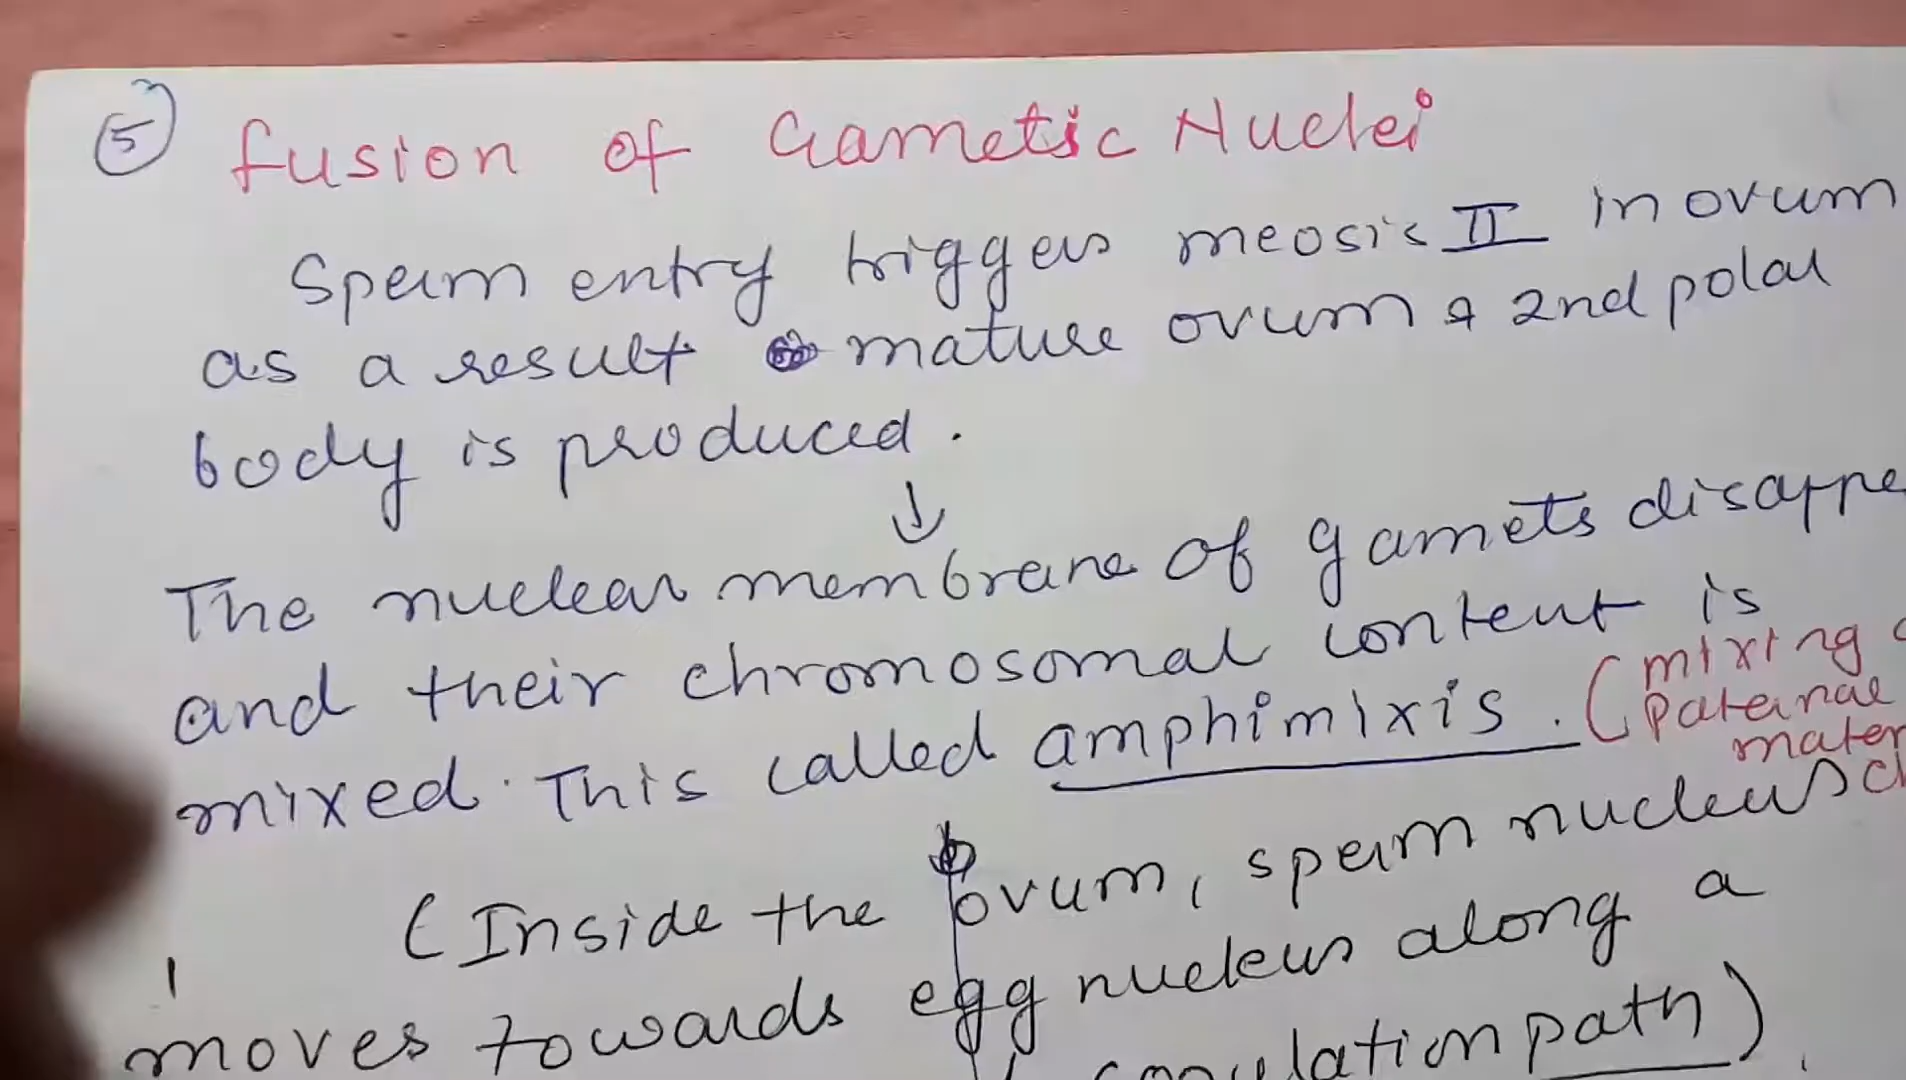 5 Fusion of Gametic Nuclei
Sperm entry triggers meosis II in ovum
as a result mature ovum & 2nd polar
body is produced.
↓
The nuclear membrane of gamets disappe
and their chromosomal content is
mixed. This called amphimixis. (mixing
paternal
mater
(Inside the ovum, sperm nucleus
moves towards egg nucleus along a
copulation path)